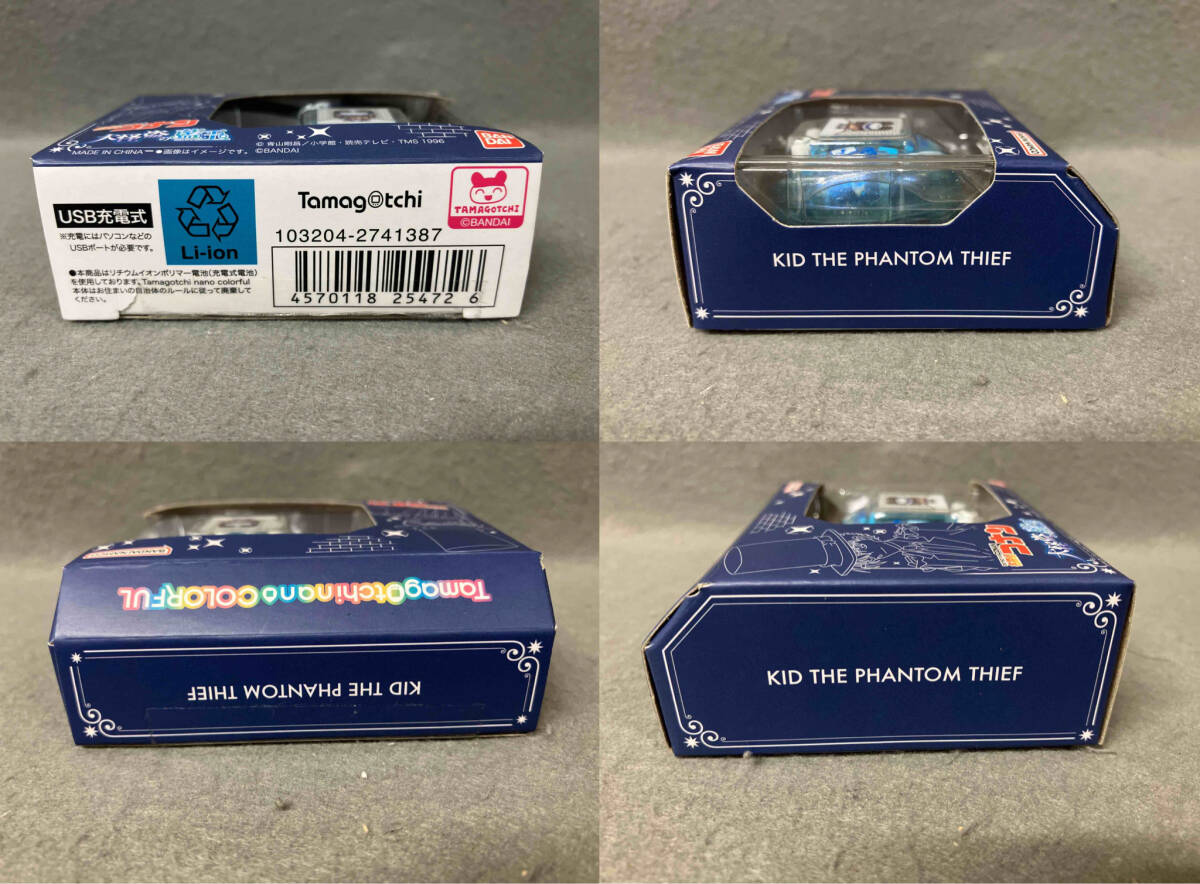 MADE IN CHINA ●画像はイメージです。
© 青山剛昌／小学館・読売テレビ・TMS 1996
©BANDAI
BAN
DAI
USB充電式
※充電にはパソコンなどの
USBポートが必要です。
Li-ion
Tamagotchi
TAMAGOTCHI
©BANDAI
103204-2741387
4570118 254726
●本商品はリチウムイオンポリマー電池(充電式電池)
を使用しております。Tamagotchi nano colorful
本体はお住まいの自治体のルールに従って廃棄して
ください。
KID THE PHANTOM THIEF
Tamagotchi nano COLORFUL
KID THE PHANTOM THIEF
KID THE PHANTOM THIEF